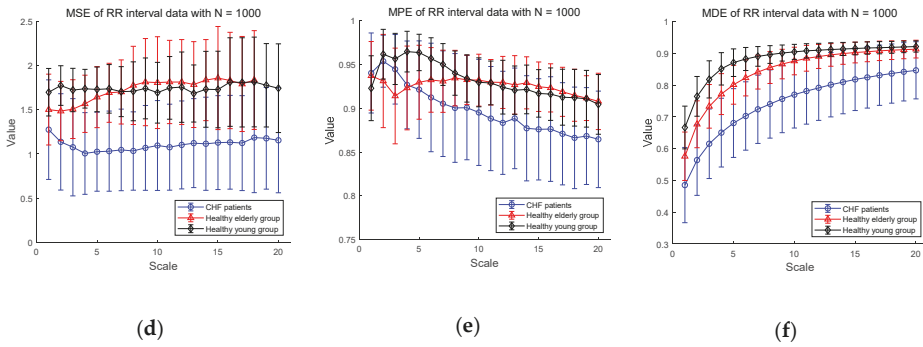 MSE of RR interval data with N = 1000
2.5
2
1.5
1
0.5
0
Value
0 5 10 15 20
Scale
CHF patients
Healthy elderly group
Healthy young group
(d)
MPE of RR interval data with N = 1000
1
0.95
0.9
0.85
0.8
0.75
Value
0 5 10 15 20
Scale
CHF patients
Healthy elderly group
Healthy young group
(e)
MDE of RR interval data with N = 1000
1
0.9
0.8
0.7
0.6
0.5
0.4
0.3
Value
0 5 10 15 20
Scale
CHF patients
Healthy elderly group
Healthy young group
(f)